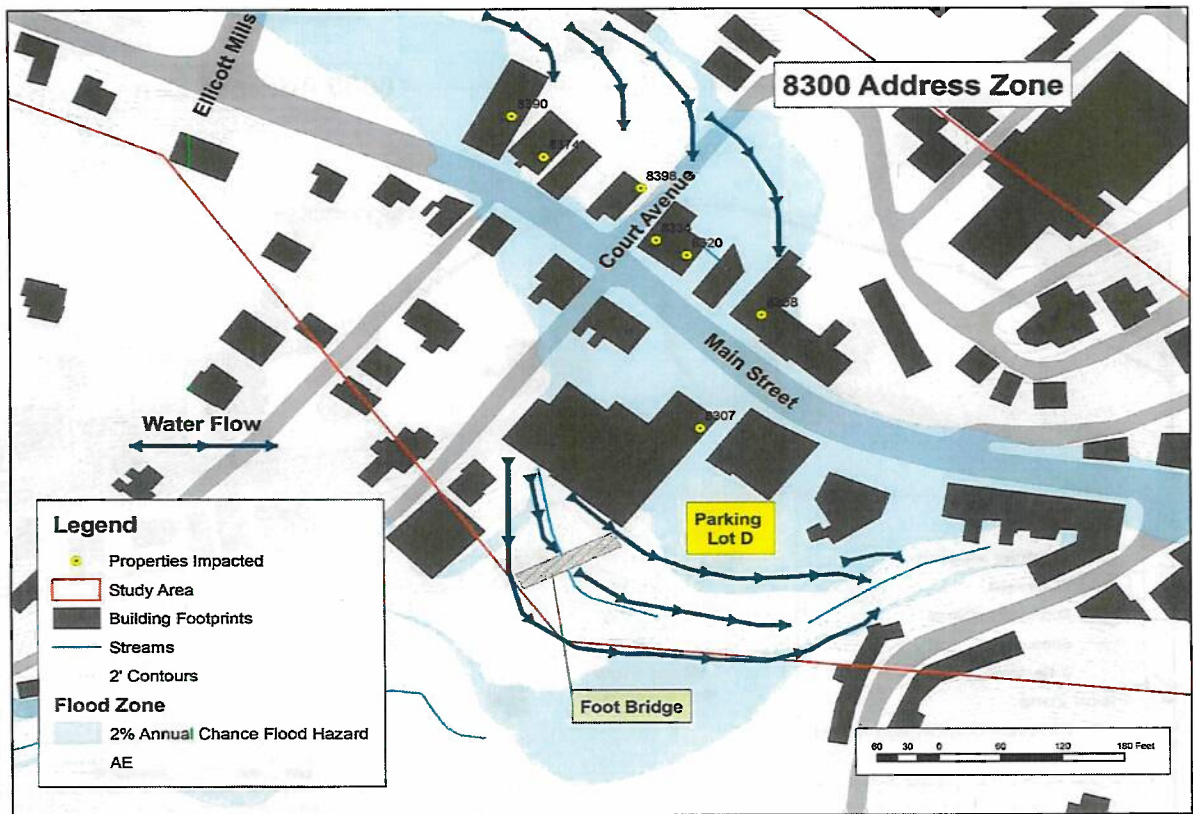 Ellicott Mills
8300 Address Zone
8390
8374
8398
Court Avenue
8334
8320
8358
Main Street
8307
Water Flow
Parking
Lot D
Foot Bridge
Legend
Properties Impacted
Study Area
Building Footprints
Streams
2' Contours
Flood Zone
2% Annual Chance Flood Hazard
AE
60 30 0 60 120 180 Feet